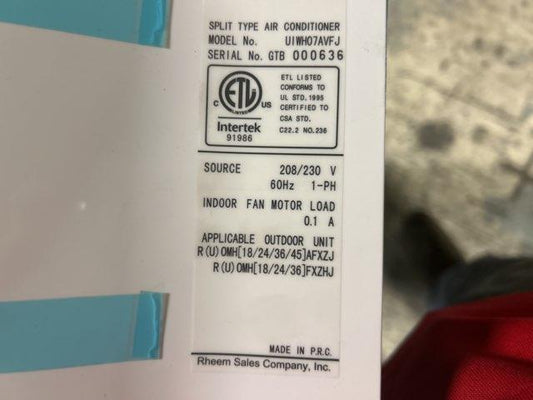 SPLIT TYPE AIR CONDITIONER
MODEL No. UIWH07AVFJ
SERIAL No. GTB 000636
ETL LISTED
CONFORMS TO
UL STD. 1995
CERTIFIED TO
CSA STD.
C22.2 NO.236
C ETL US
Intertek
91986
SOURCE 208/230 V
60Hz 1-PH
INDOOR FAN MOTOR LOAD
0.1 A
APPLICABLE OUTDOOR UNIT
R(U)OMH[18/24/36/45]AFXZJ
R(U)OMH[18/24/36]FXZHJ
MADE IN P.R.C.
Rheem Sales Company, Inc.